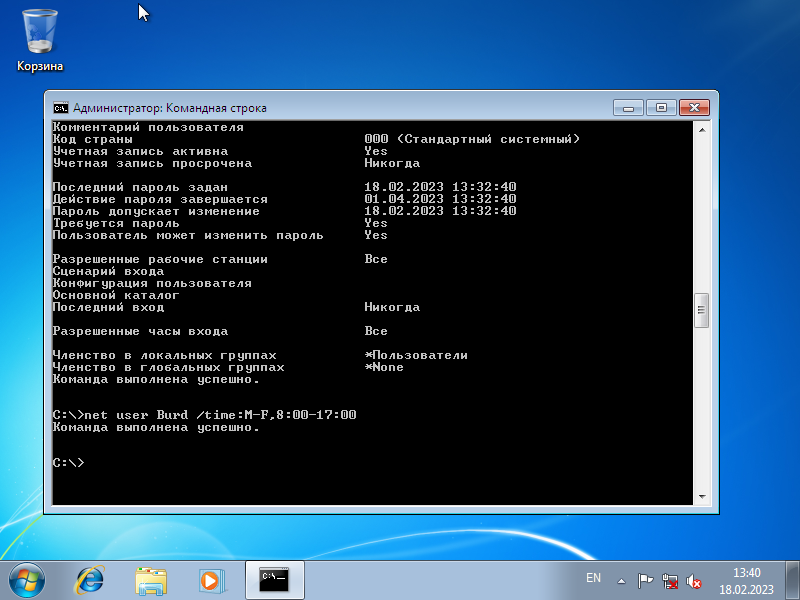 Корзина
Администратор: Командная строка
Комментарий пользователя
Код страны 000 (Стандартный системный)
Учетная запись активна Yes
Учетная запись просрочена Никогда
Последний пароль задан 18.02.2023 13:32:40
Действие пароля завершается 01.04.2023 13:32:40
Пароль допускает изменение 18.02.2023 13:32:40
Требуется пароль Yes
Пользователь может изменить пароль Yes
Разрешенные рабочие станции Все
Сценарий входа
Конфигурация пользователя
Основной каталог
Последний вход Никогда
Разрешенные часы входа Все
Членство в локальных группах *Пользователи
Членство в глобальных группах *None
Команда выполнена успешно.
C:\>net user Burd /time:M-F,8:00-17:00
Команда выполнена успешно.
C:\>
EN
13:40
18.02.2023